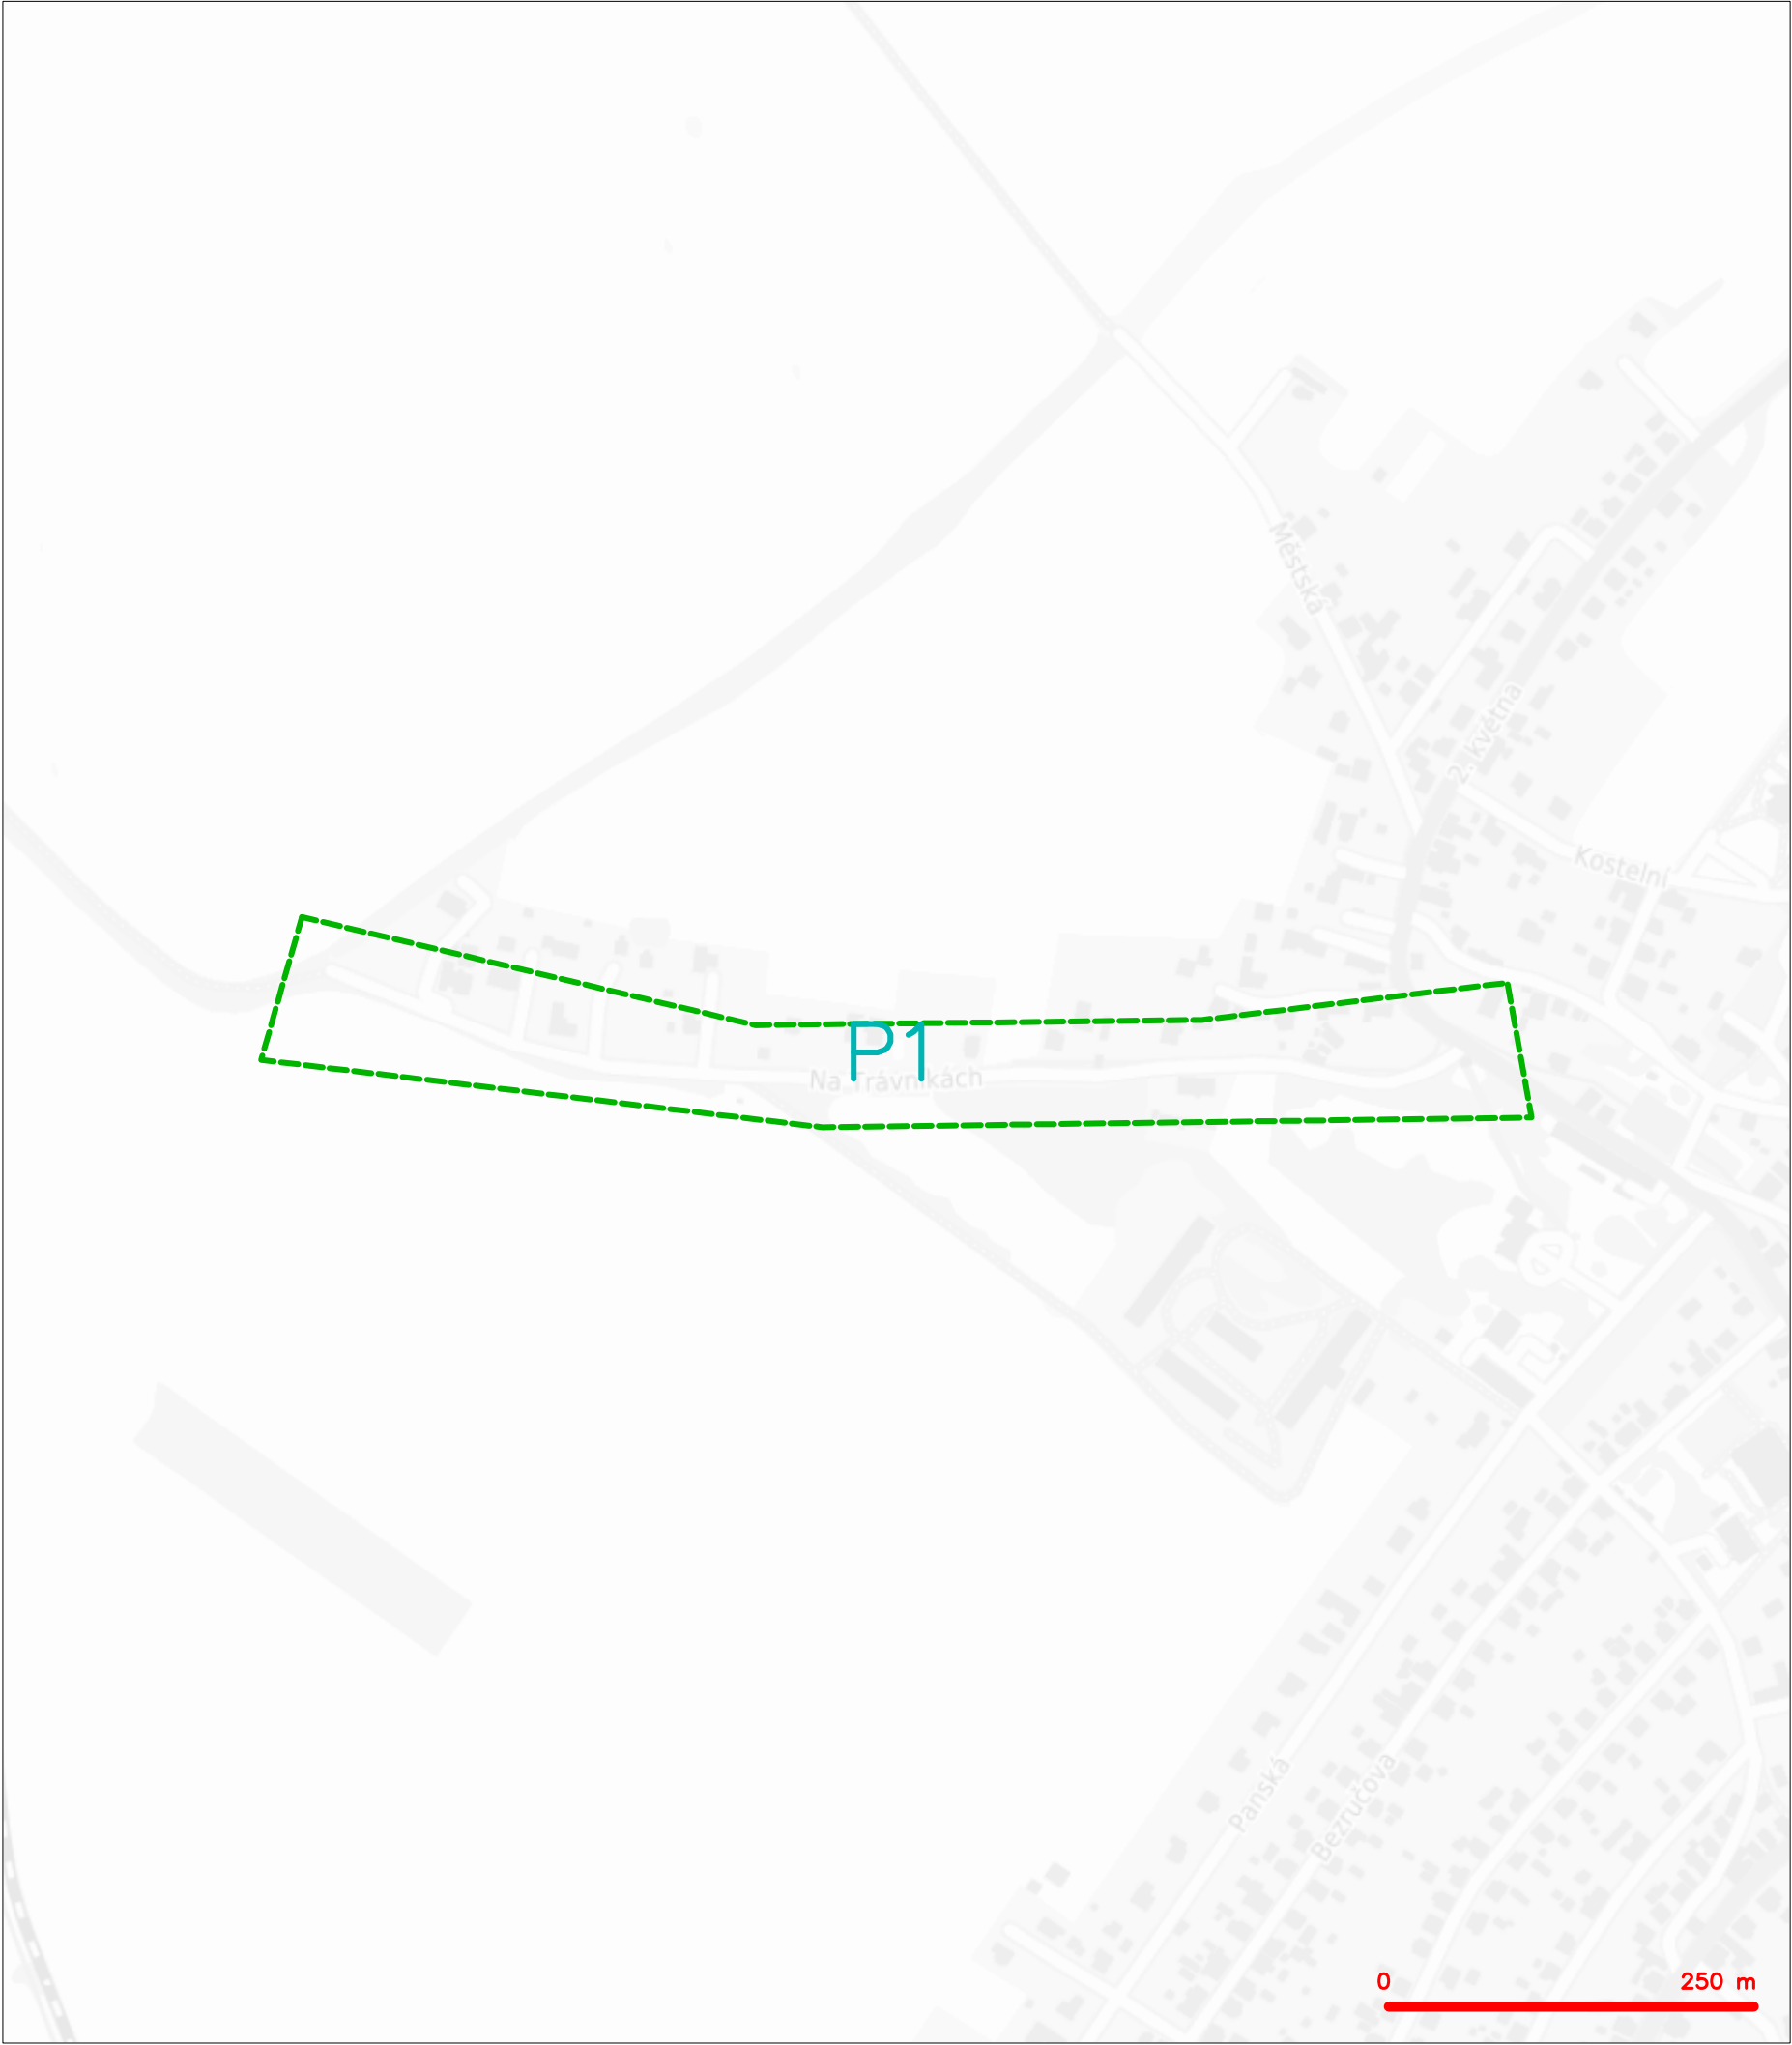 Městská
2. května
Kostelní
P1
Na Trávníkách
Panská
Bezručova
0 250 m